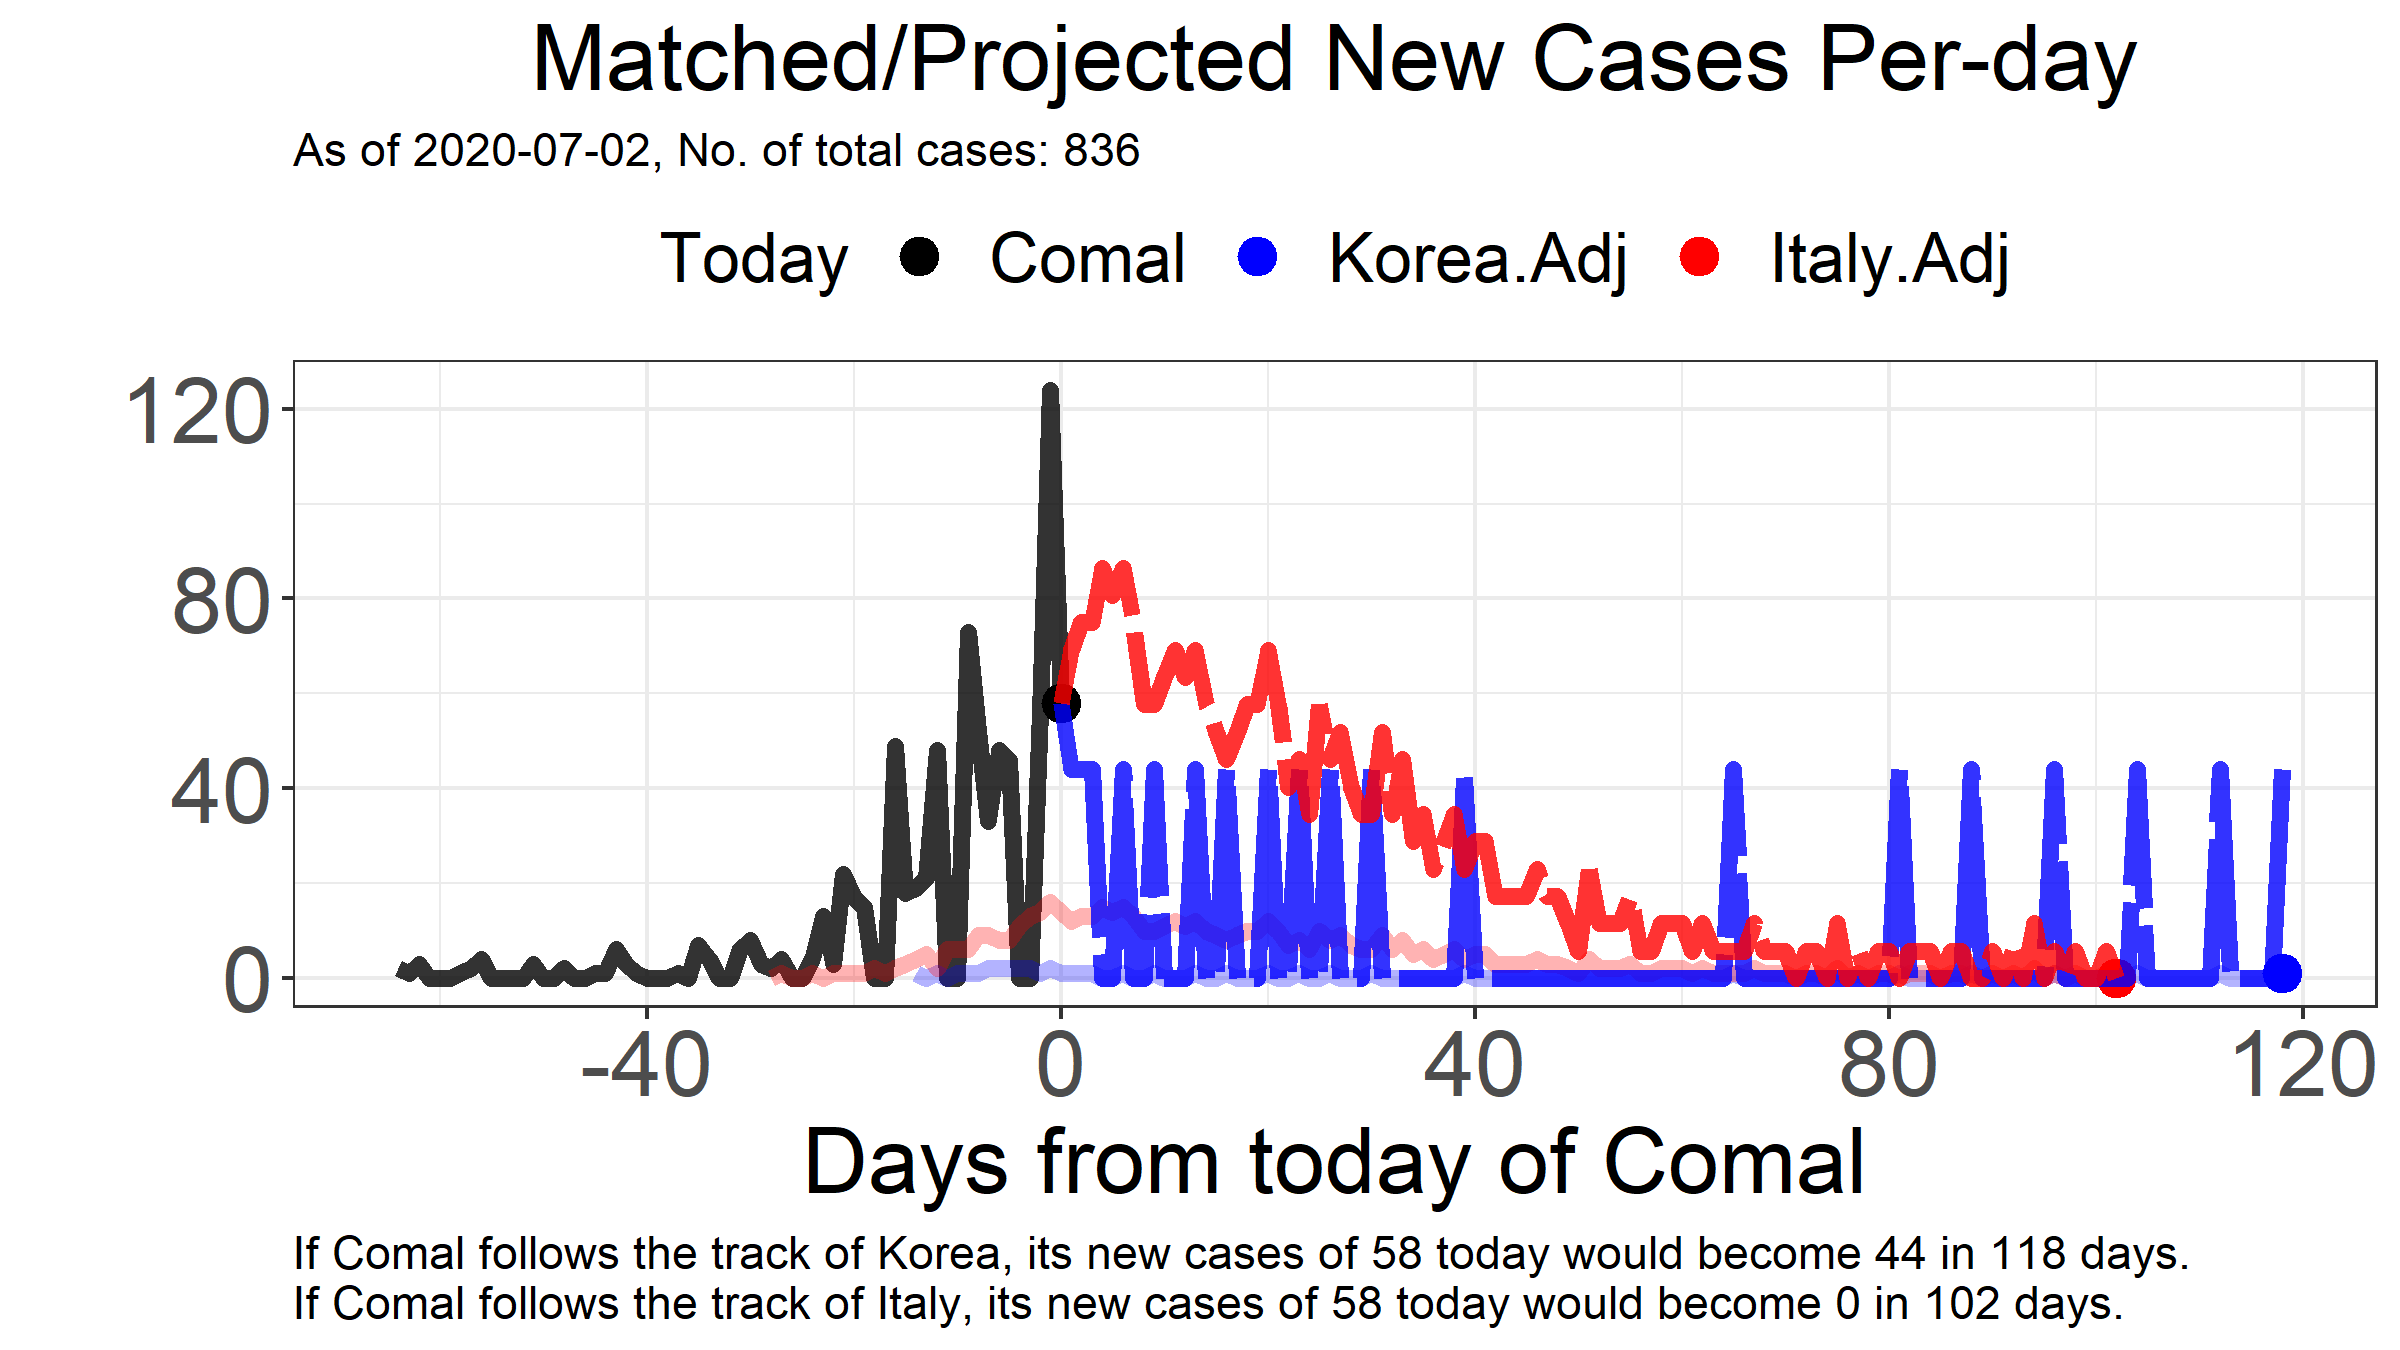 Matched/Projected New Cases Per-day
As of 2020-07-02, No. of total cases: 836
Today Comal Korea.Adj Italy.Adj
120
80
40
0
-40 0 40 80 120
Days from today of Comal
If Comal follows the track of Korea, its new cases of 58 today would become 44 in 118 days.
If Comal follows the track of Italy, its new cases of 58 today would become 0 in 102 days.